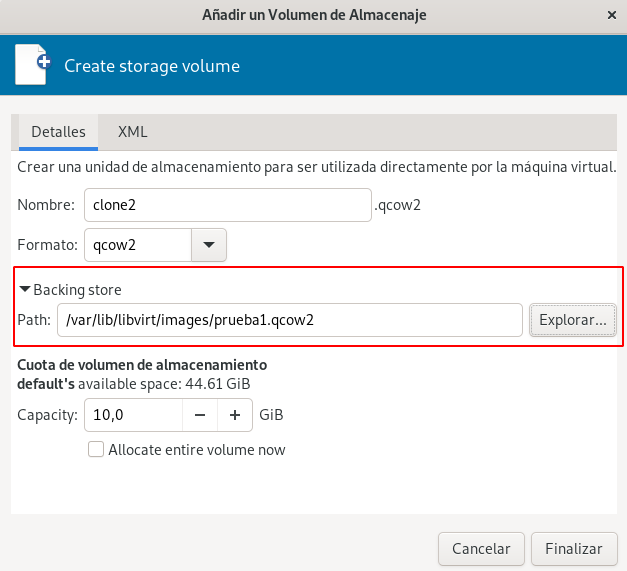 Añadir un Volumen de Almacenaje
Create storage volume
Detalles XML
Crear una unidad de almacenamiento para ser utilizada directamente por la máquina virtual.
Nombre: clone2 .qcow2
Formato: qcow2
Backing store
Path: /var/lib/libvirt/images/prueba1.qcow2 Explorar...
Cuota de volumen de almacenamiento
default's available space: 44.61 GiB
Capacity: 10,0 − + GiB
Allocate entire volume now
Cancelar Finalizar